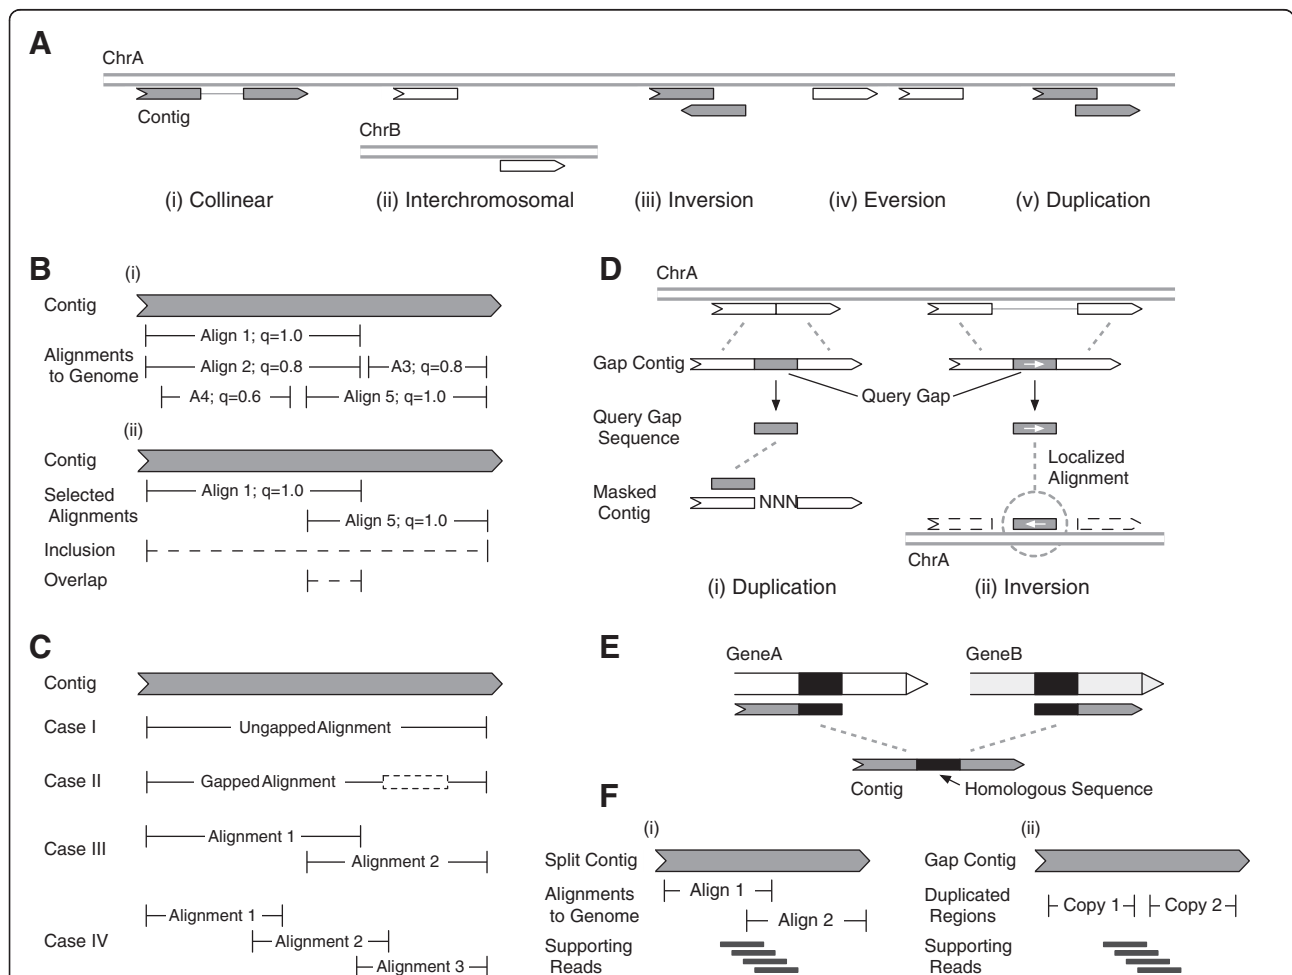 A
ChrA
Contig
ChrB
(i) Collinear
(ii) Interchromosomal
(iii) Inversion
(iv) Eversion
(v) Duplication
B
(i)
Contig
Alignments
to Genome
Align 1; q=1.0
Align 2; q=0.8
A3; q=0.8
A4; q=0.6
Align 5; q=1.0
(ii)
Contig
Selected
Alignments
Align 1; q=1.0
Align 5; q=1.0
Inclusion
Overlap
C
Contig
Case I
Ungapped Alignment
Case II
Gapped Alignment
Case III
Alignment 1
Alignment 2
Case IV
Alignment 1
Alignment 2
Alignment 3
D
ChrA
Gap Contig
Query Gap
Query Gap
Sequence
Localized
Alignment
Masked
Contig
NNN
ChrA
(i) Duplication
(ii) Inversion
E
GeneA
GeneB
Contig
Homologous Sequence
F
(i)
Split Contig
Alignments
to Genome
Align 1
Align 2
Supporting
Reads
(ii)
Gap Contig
Duplicated
Regions
Copy 1
Copy 2
Supporting
Reads